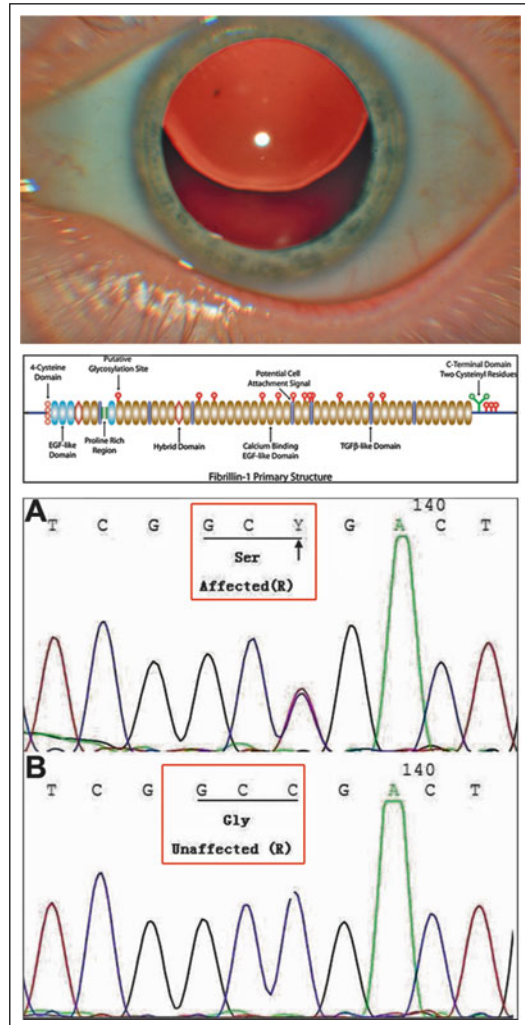 4-Cysteine
Domain
Putative
Glycosylation Site
Potential Cell
Attachment Signal
C-Terminal Domain
Two-Cysteinyl Residues
EGF-like
Domain
Proline Rich
Region
Hybrid Domain
Calcium Binding
EGF-like Domain
TGFβ-like Domain
Fibrillin-1 Primary Structure
A
140
T C G G C Y G A C T
Ser
Affected(R)
B
140
T C G G C C G A C T
Gly
Unaffected (R)